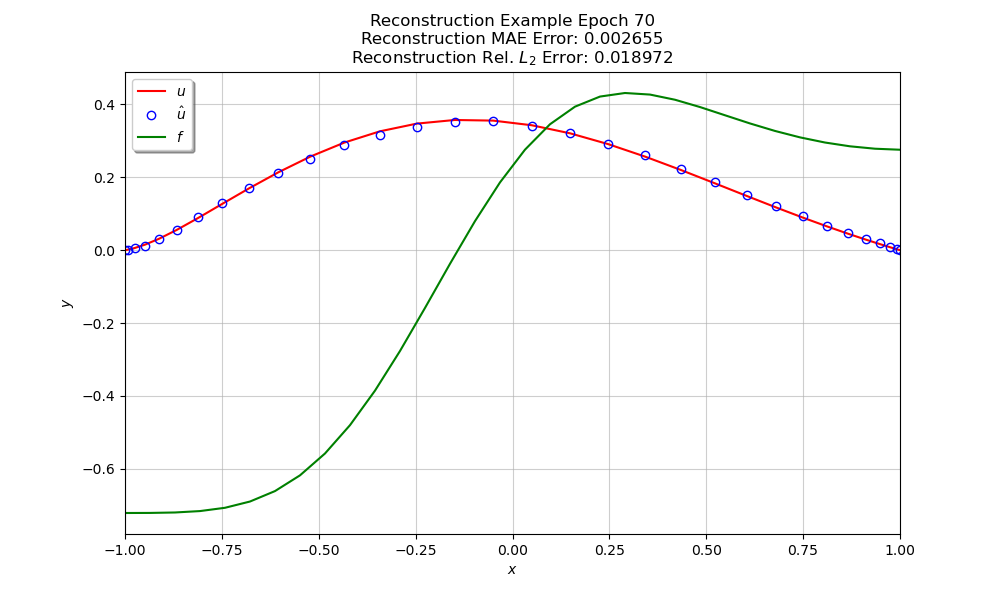 Reconstruction Example Epoch 70
Reconstruction MAE Error: 0.002655
Reconstruction Rel. L₂ Error: 0.018972
u
û
f
0.4
0.2
0.0
−0.2
−0.4
−0.6
y
−1.00 −0.75 −0.50 −0.25 0.00 0.25 0.50 0.75 1.00
x